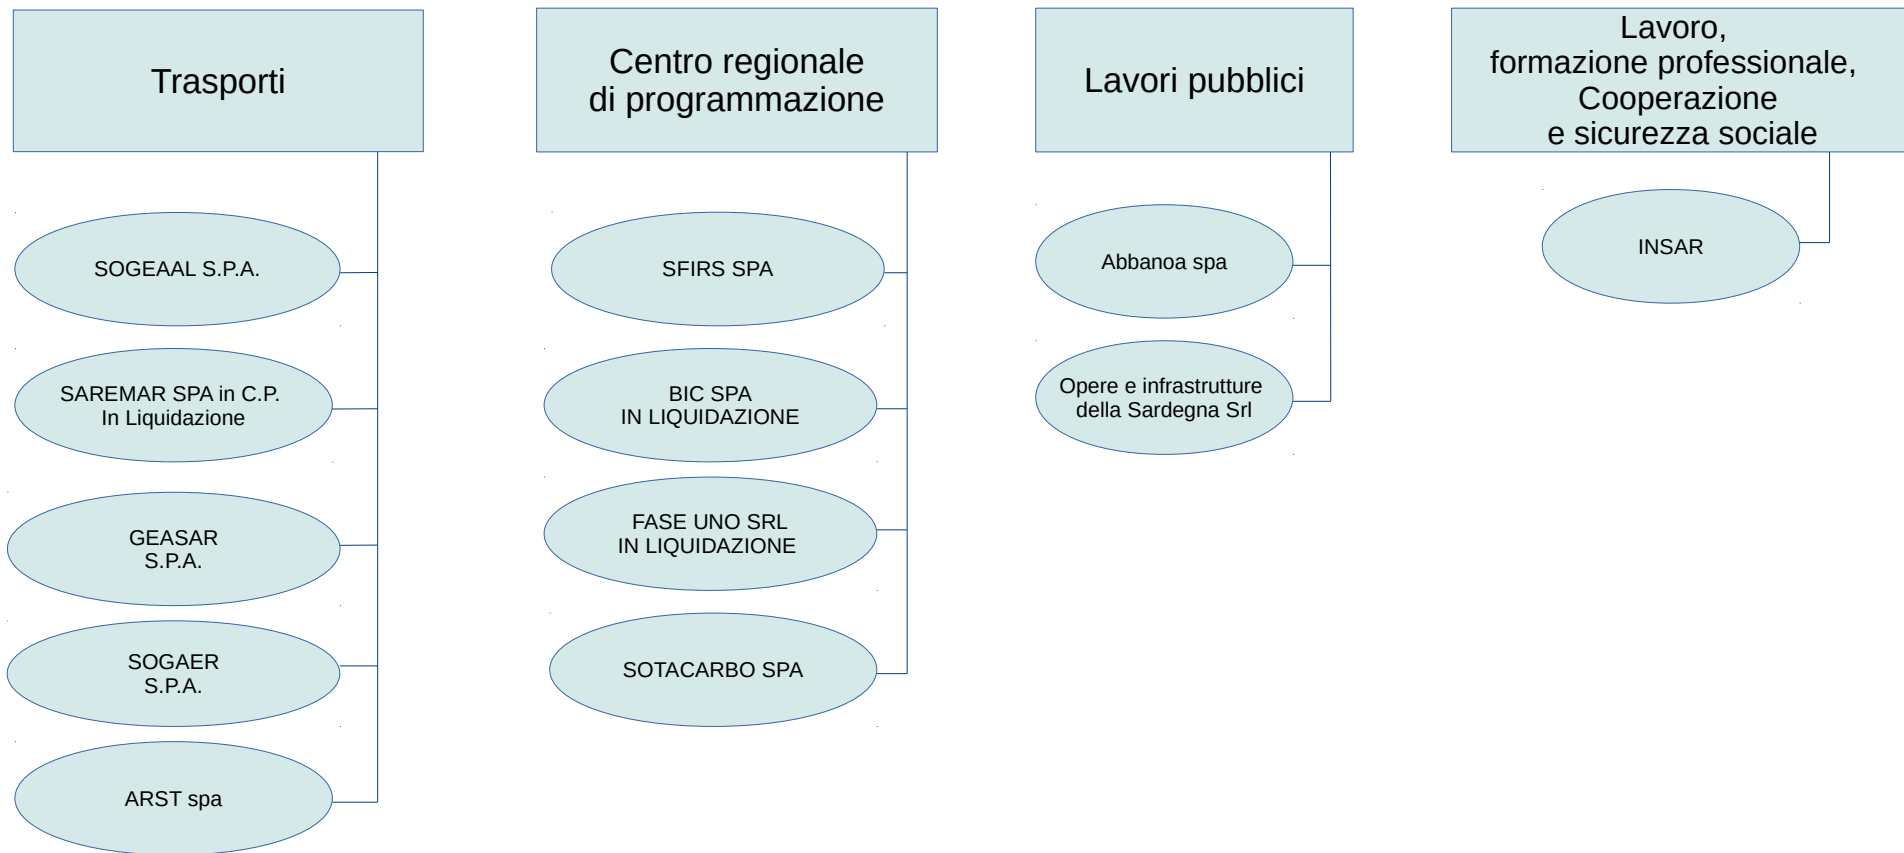 Trasporti
SOGEAAL S.P.A.
SAREMAR SPA in C.P.
In Liquidazione
GEASAR
S.P.A.
SOGAER
S.P.A.
ARST spa
Centro regionale
di programmazione
SFIRS SPA
BIC SPA
IN LIQUIDAZIONE
FASE UNO SRL
IN LIQUIDAZIONE
SOTACARBO SPA
Lavori pubblici
Abbanoa spa
Opere e infrastrutture
della Sardegna Srl
Lavoro,
formazione professionale,
Cooperazione
e sicurezza sociale
INSAR